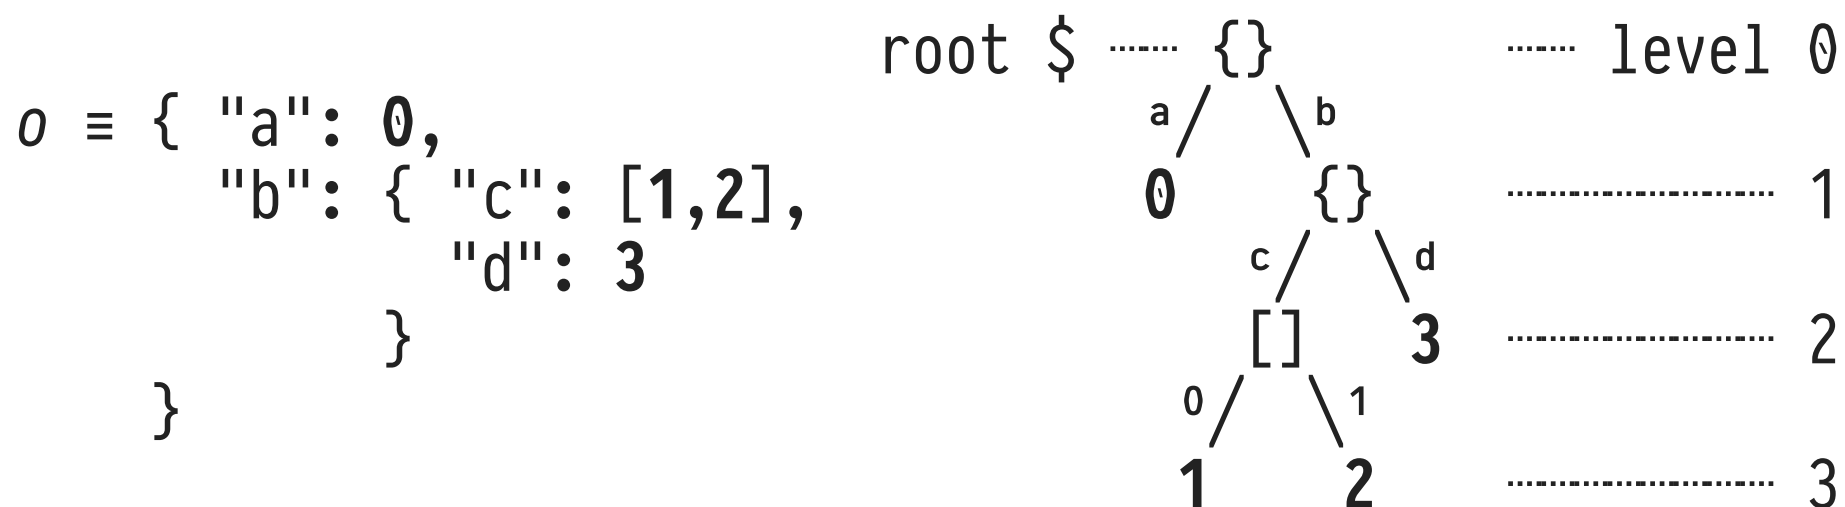 o ≡ { "a": 0,
"b": { "c": [1,2],
"d": 3
}
}
root $ {} level 0
a b
0 {} 1
c d
[] 3 2
0 1
1 2 3